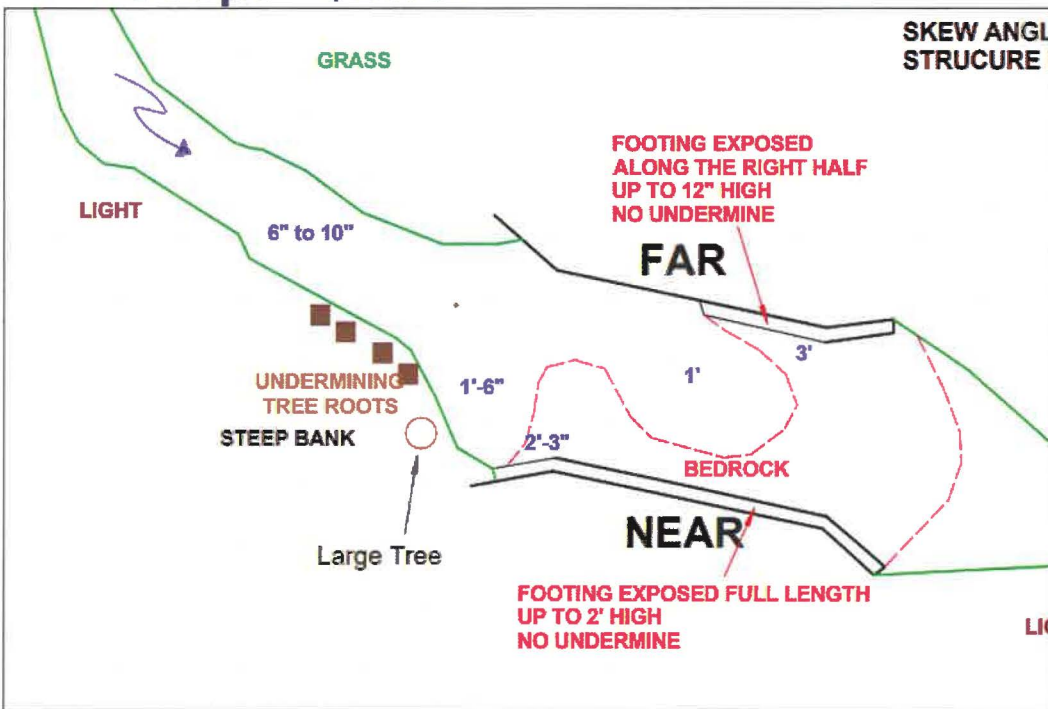 SKEW ANGL
STRUCURE
GRASS
FOOTING EXPOSED
ALONG THE RIGHT HALF
UP TO 12" HIGH
NO UNDERMINE
LIGHT
6" to 10"
FAR
3'
1'
1'-6"
UNDERMINING
TREE ROOTS
STEEP BANK
2'-3"
BEDROCK
NEAR
Large Tree
FOOTING EXPOSED FULL LENGTH
UP TO 2' HIGH
NO UNDERMINE